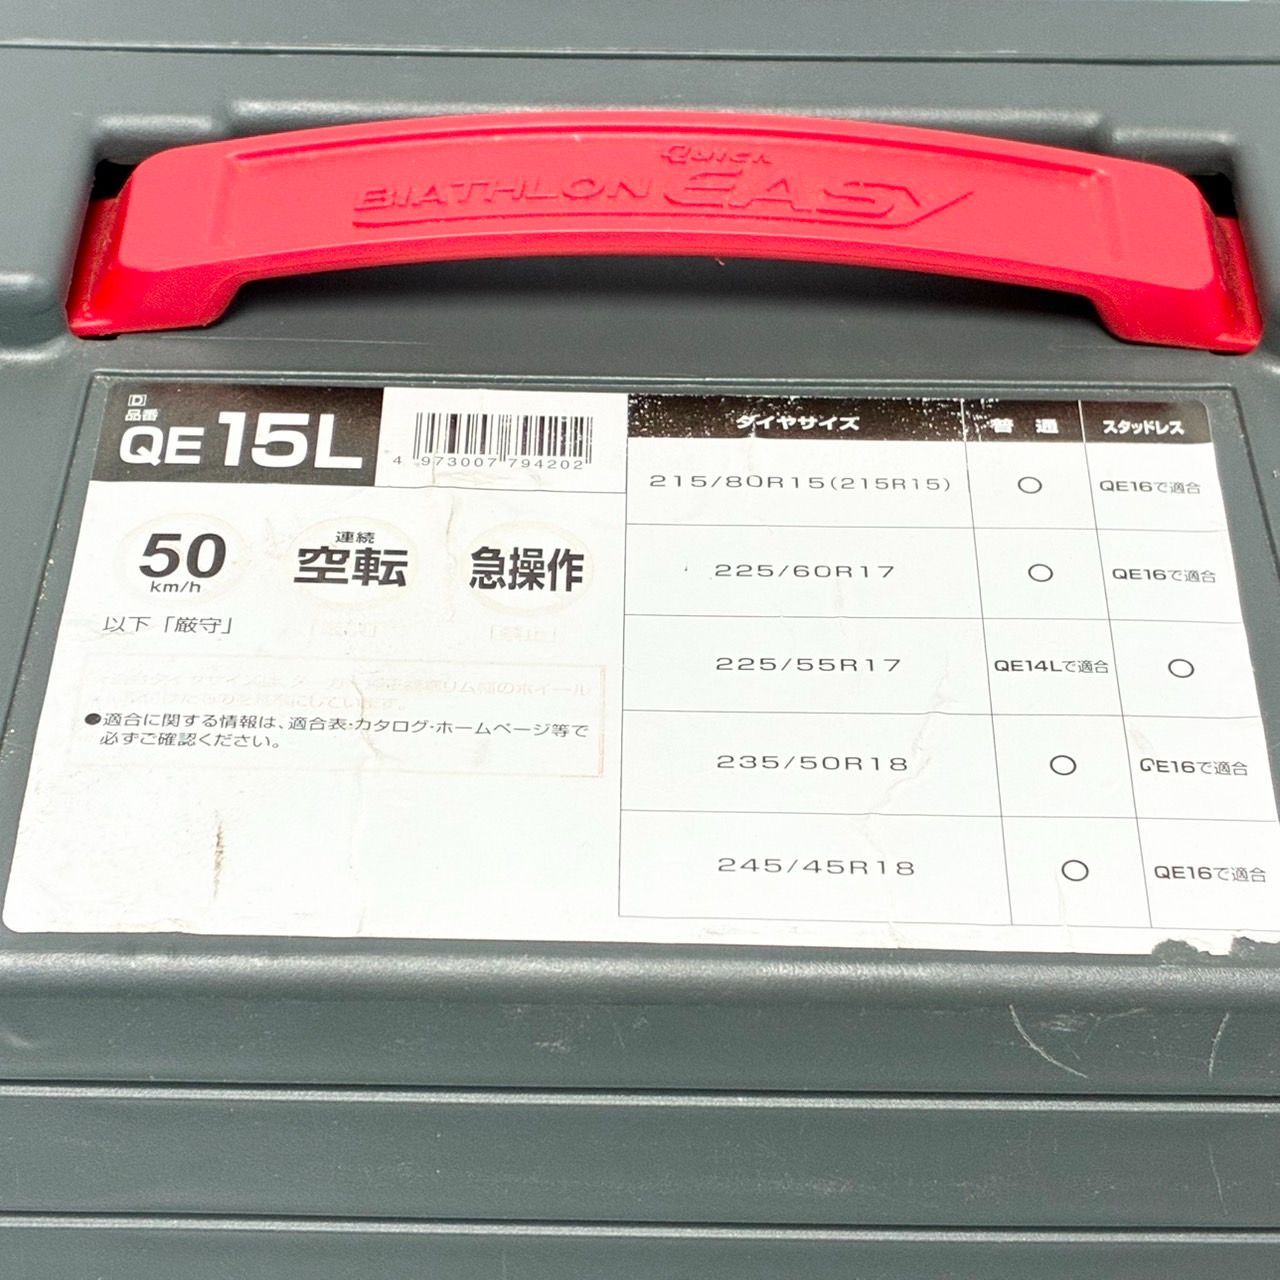 QUICK
BIATHLON EASY
D
品番
QE 15L
4 973007 794202
50
km/h
以下「厳守」
連続
空転
急操作
●適合に関する情報は、適合表・カタログ・ホームページ等で
必ずご確認ください。
タイヤサイズ 普通 スタッドレス
215/80R15(215R15) ○ QE16で適合
225/60R17 ○ QE16で適合
225/55R17 QE14Lで適合 ○
235/50R18 ○ QE16で適合
245/45R18 ○ QE16で適合